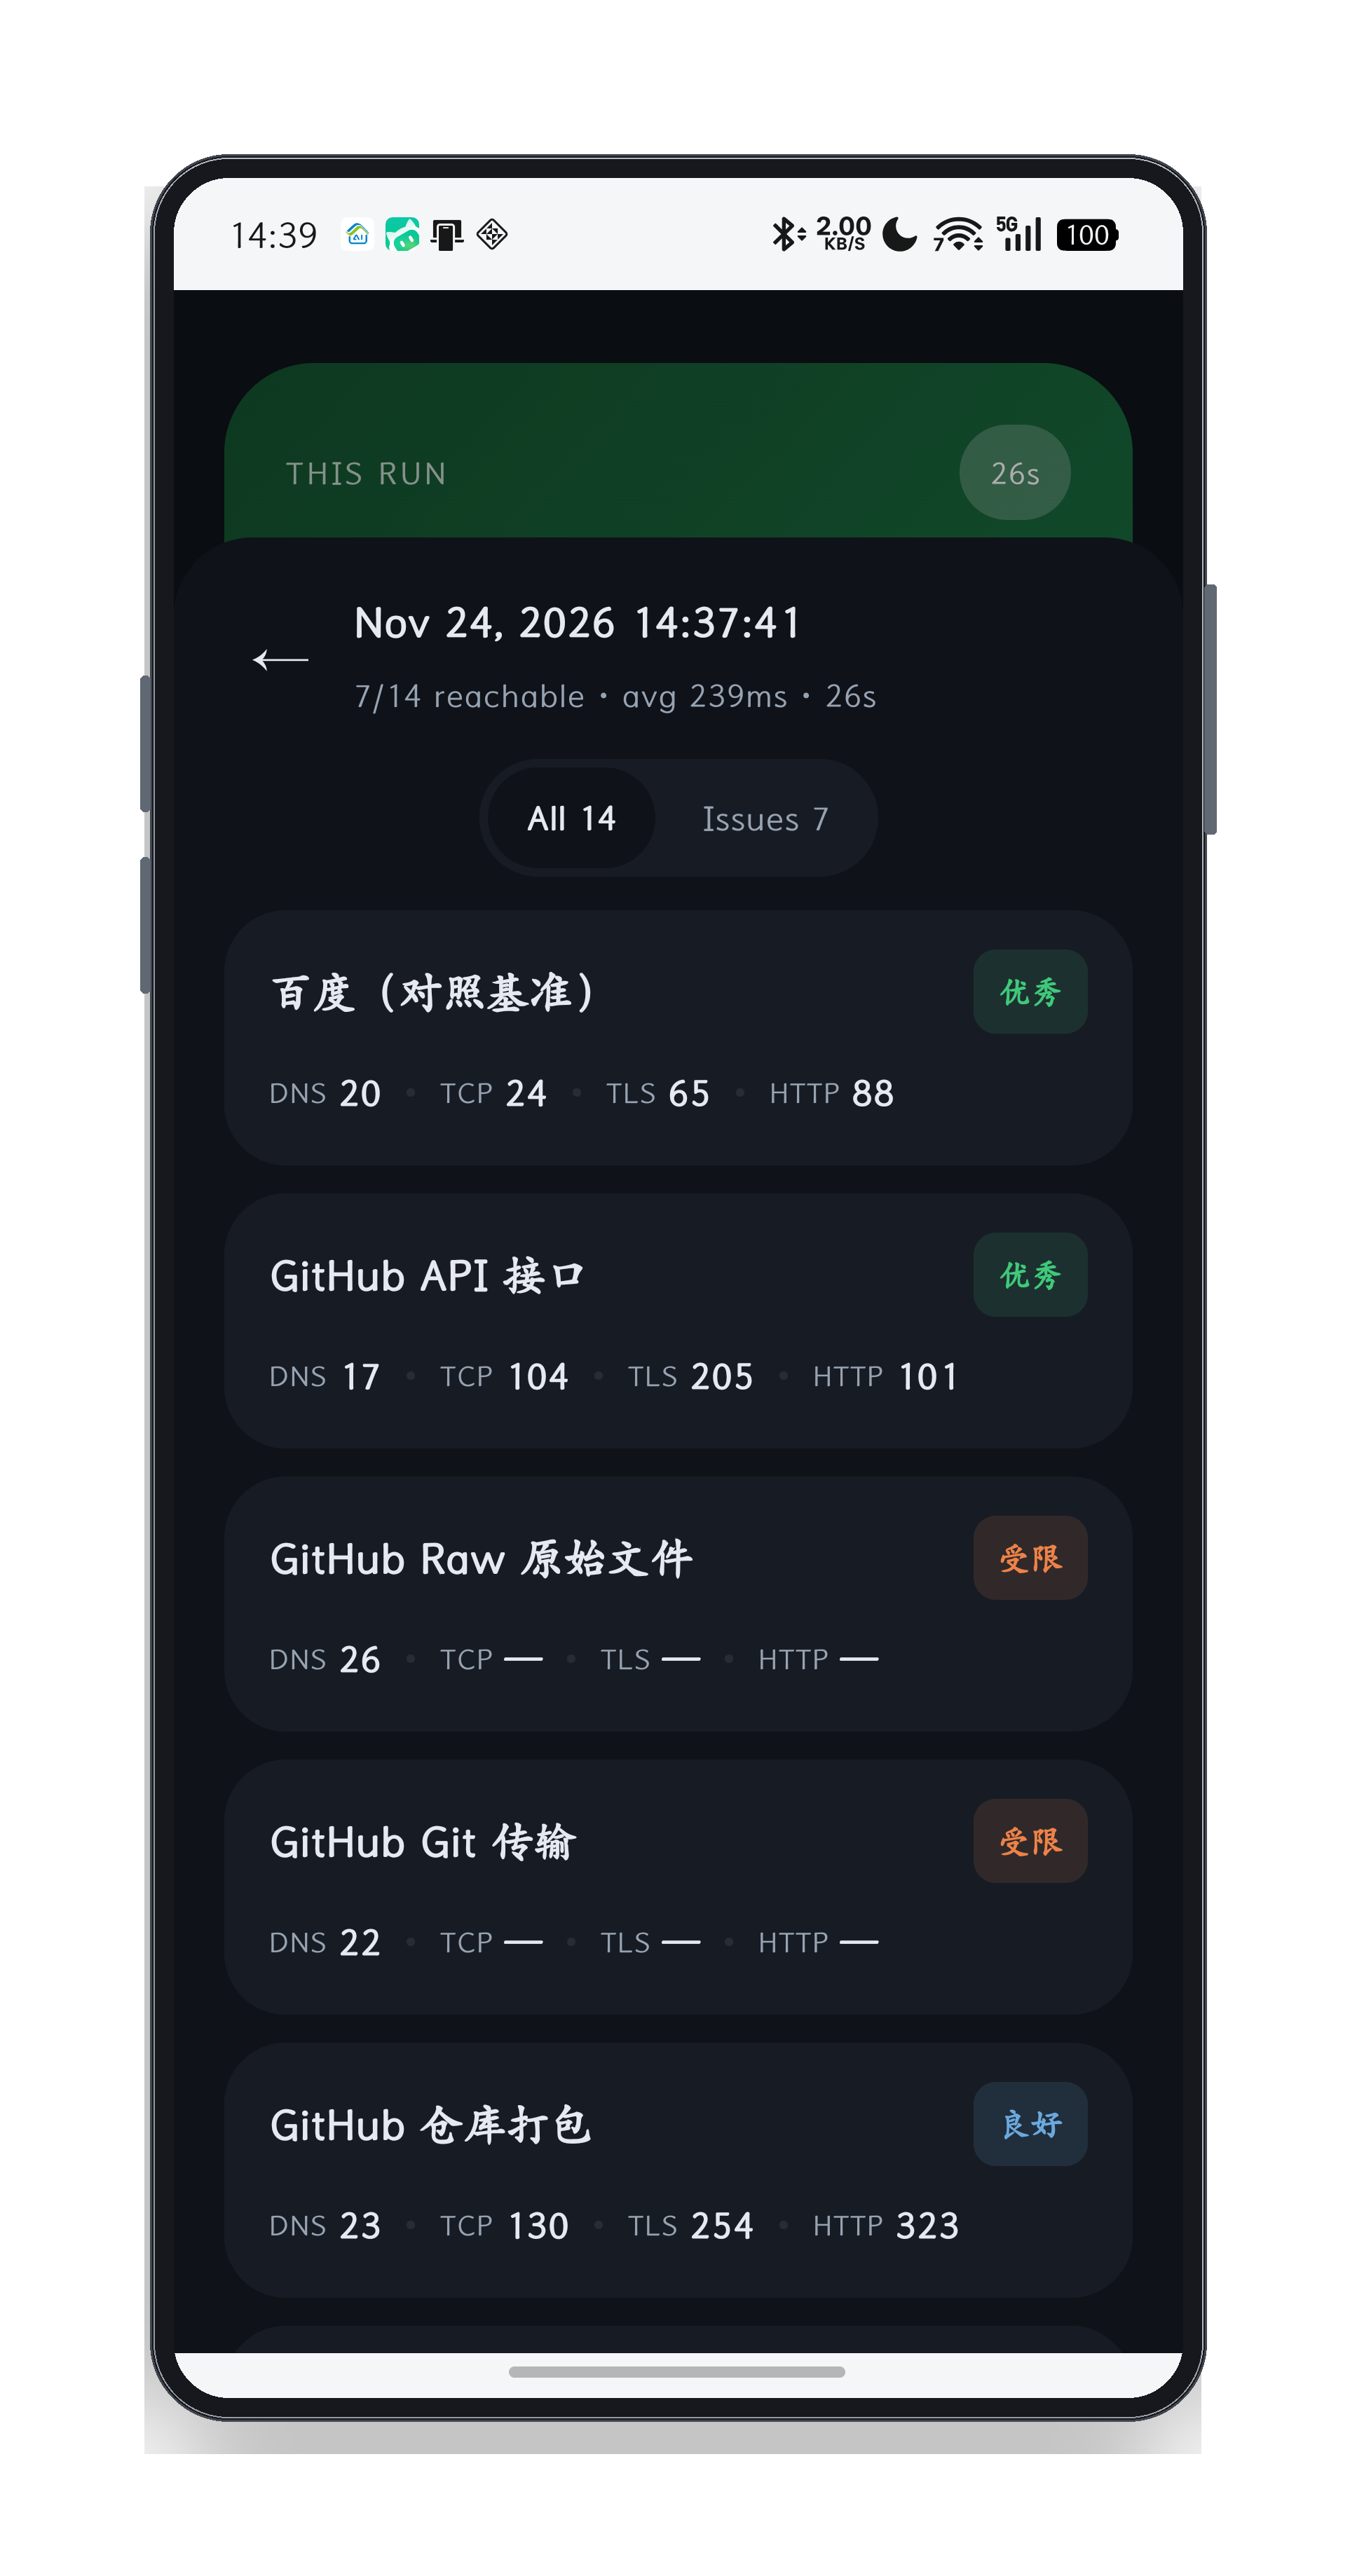 14:39
2.00 KB/S 7 5G 100
THIS RUN 26s
Nov 24, 2026 14:37:41
7/14 reachable • avg 239ms • 26s
All 14 Issues 7
百度（对照基准） 优秀
DNS 20 • TCP 24 • TLS 65 • HTTP 88
GitHub API 接口 优秀
DNS 17 • TCP 104 • TLS 205 • HTTP 101
GitHub Raw 原始文件 受限
DNS 26 • TCP — • TLS — • HTTP —
GitHub Git 传输 受限
DNS 22 • TCP — • TLS — • HTTP —
GitHub 仓库打包 良好
DNS 23 • TCP 130 • TLS 254 • HTTP 323